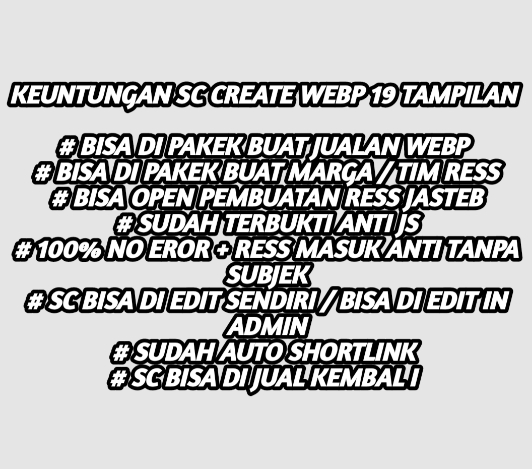 KEUNTUNGAN SC CREATE WEBP 19 TAMPILAN
# BISA DI PAKEK BUAT JUALAN WEBP
# BISA DI PAKEK BUAT MARGA / TIM RESS
# BISA OPEN PEMBUATAN RESS JASTEB
# SUDAH TERBUKTI ANTI JS
# 100% NO EROR + RESS MASUK ANTI TANPA
SUBJEK
# SC BISA DI EDIT SENDIRI / BISA DI EDIT IN
ADMIN
# SUDAH AUTO SHORTLINK
# SC BISA DI JUAL KEMBAL I